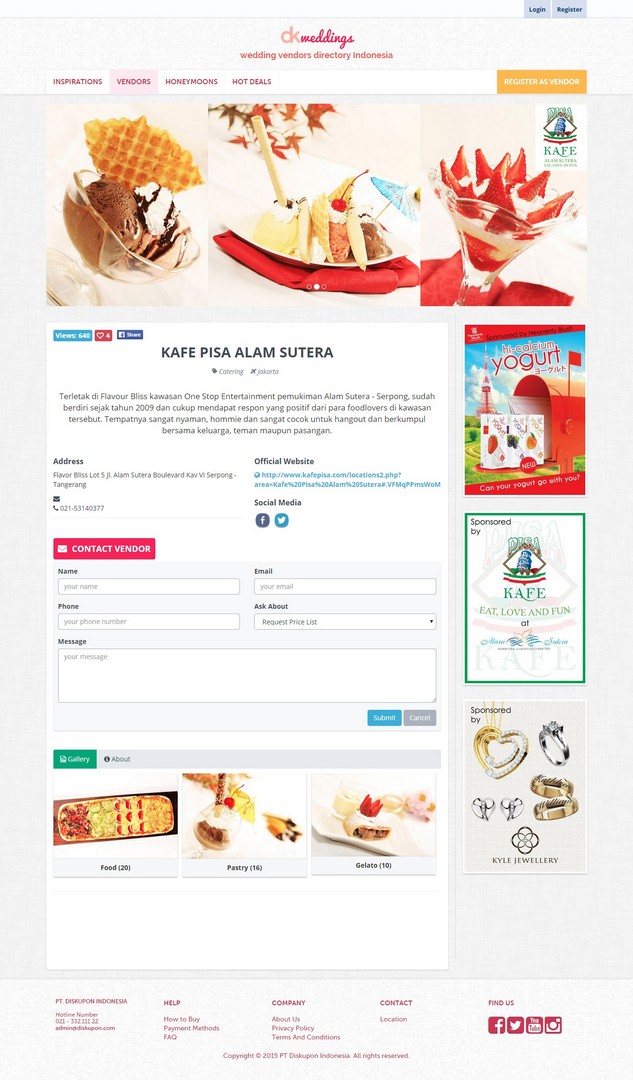 Login Register
dkweddings
wedding vendors directory Indonesia
INSPIRATIONS VENDORS HONEYMOONS HOT DEALS REGISTER AS VENDOR
PISA
KAFE
ALAM SUTERA
Views: 640 4 Share
KAFE PISA ALAM SUTERA
Catering Jakarta
Terletak di Flavour Bliss kawasan One Stop Entertainment pemukiman Alam Sutera - Serpong, sudah
berdiri sejak tahun 2009 dan cukup mendapat respon yang positif dari para foodlovers di kawasan
tersebut. Tempatnya sangat nyaman, hommie dan sangat cocok untuk hangout dan berkumpul
bersama keluarga, teman maupun pasangan.
Address
Flavor Bliss Lot 5 Jl. Alam Sutera Boulevard Kav VI Serpong -
Tangerang
021-53140377
Official Website
http://www.kafepisa.com/locations2.php?
area=Kafe%20Pisa%20Alam%20Sutera#.VFMqPPmsWoM
Social Media
CONTACT VENDOR
Name Email
your name your email
Phone Ask About
your phone number Request Price List
Message
your message
Submit Cancel
Gallery About
Food (20) Pastry (16) Gelato (10)
Sponsored by Heavenly Blush
hi-calcium
yogurt
ヨーグルト
NEW
Can your yogurt go with you?
Sponsored
by
PISA
KAFE
EAT, LOVE AND FUN
at
Alam Sutera
Sponsored
by
KYLE JEWELLERY
PT. DISKUPON INDONESIA
Hotline Number
021 - 332 111 22
admin@diskupon.com
HELP
How to Buy
Payment Methods
FAQ
COMPANY
About Us
Privacy Policy
Terms And Conditions
CONTACT
Location
FIND US
You
Tube
Copyright © 2015 PT Diskupon Indonesia. All rights reserved.